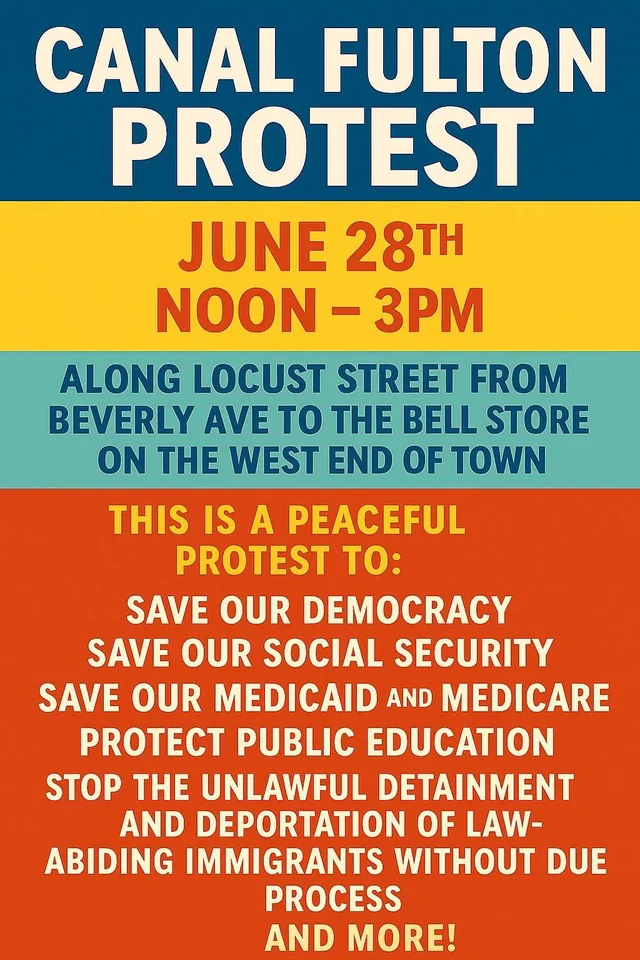 CANAL FULTON
PROTEST
JUNE 28TH
NOON – 3PM
ALONG LOCUST STREET FROM
BEVERLY AVE TO THE BELL STORE
ON THE WEST END OF TOWN
THIS IS A PEACEFUL
PROTEST TO:
SAVE OUR DEMOCRACY
SAVE OUR SOCIAL SECURITY
SAVE OUR MEDICAID AND MEDICARE
PROTECT PUBLIC EDUCATION
STOP THE UNLAWFUL DETAINMENT
AND DEPORTATION OF LAW-
ABIDING IMMIGRANTS WITHOUT DUE
PROCESS
AND MORE!